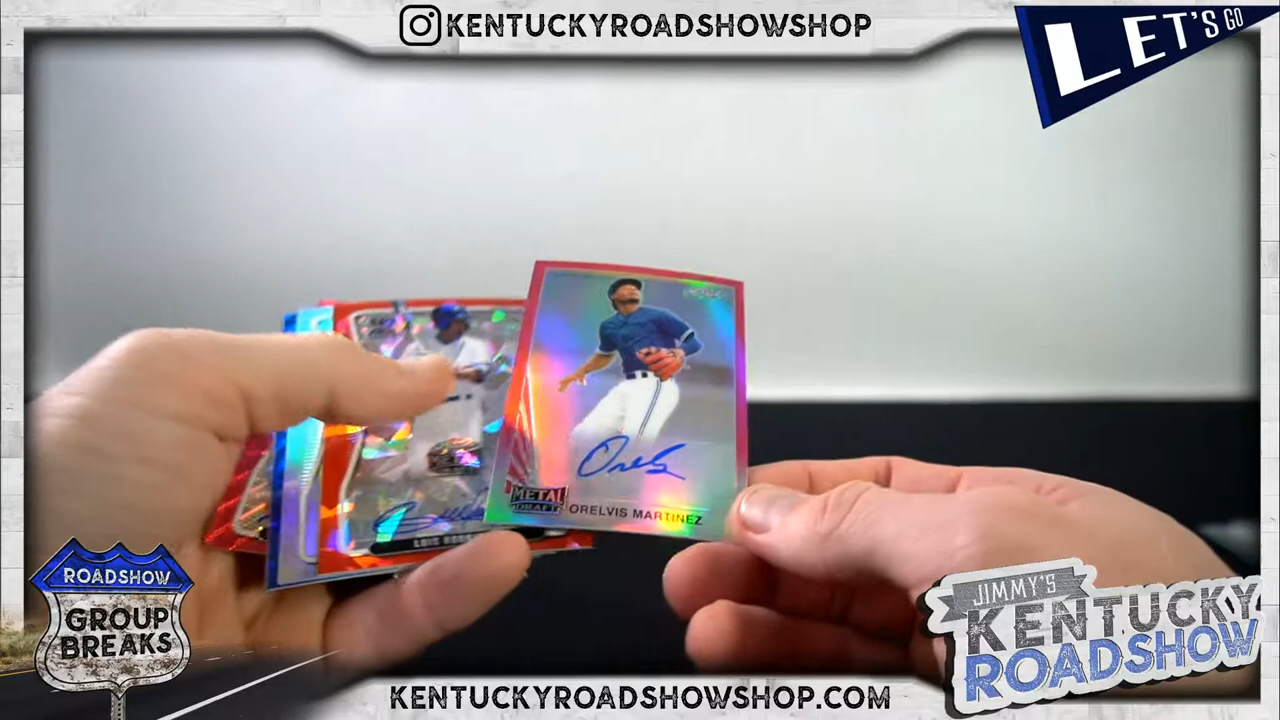 KENTUCKYROADSHOWSHOP
LET'S GO
METAL
DRAFT
ORELVIS MARTINEZ
ROADSHOW
GROUP
BREAKS
JIMMY'S
KENTUCKY
ROADSHOW
KENTUCKYROADSHOWSHOP.COM